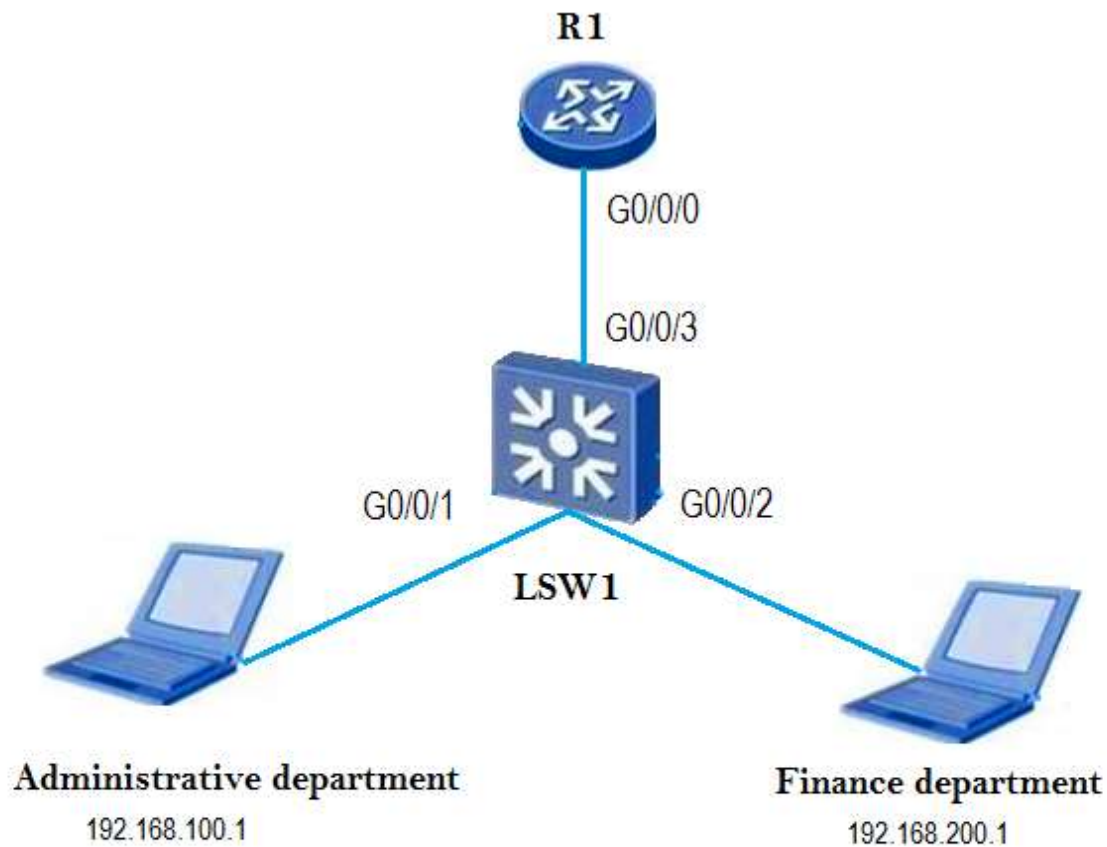 R1
G0/0/0
G0/0/3
G0/0/1
G0/0/2
LSW1
Administrative department
192.168.100.1
Finance department
192.168.200.1